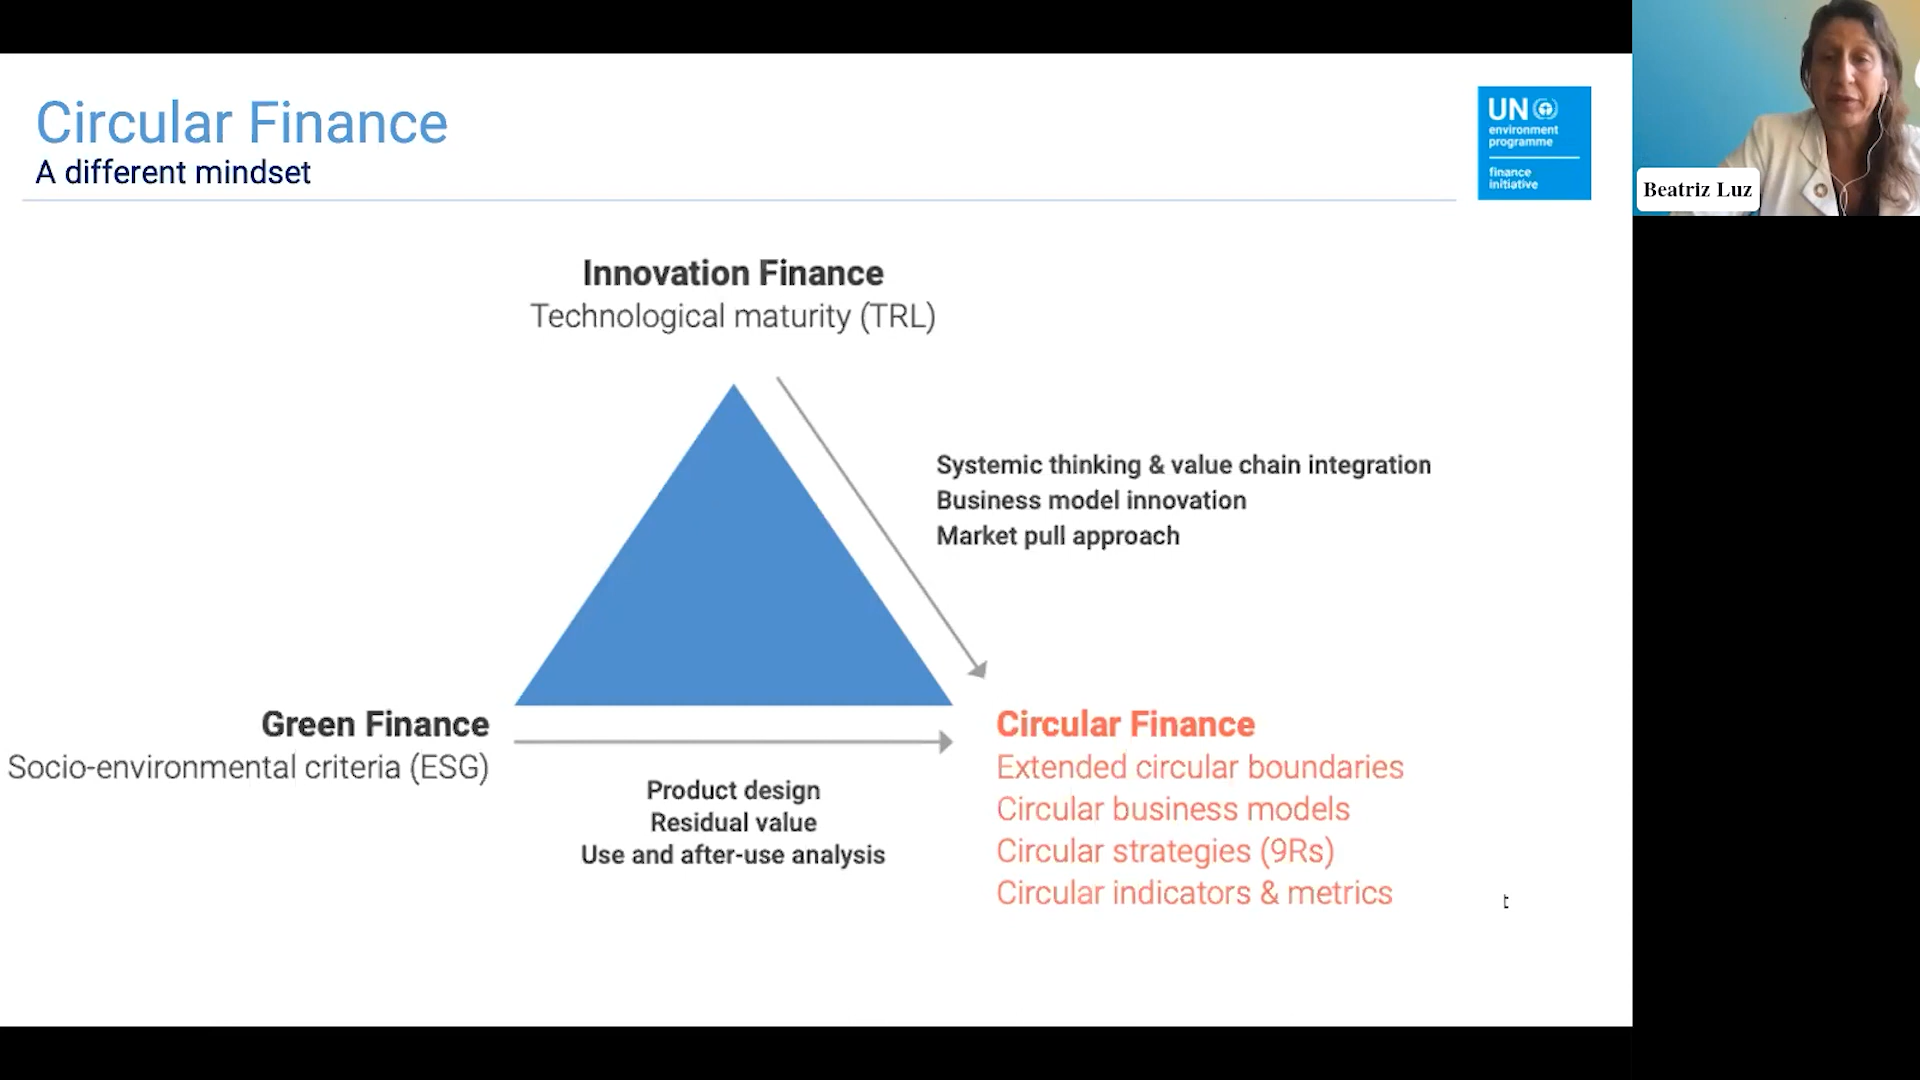 Circular Finance
A different mindset
UN
environment
programme
finance
initiative
Beatriz Luz
Innovation Finance
Technological maturity (TRL)
Systemic thinking & value chain integration
Business model innovation
Market pull approach
Green Finance
Socio-environmental criteria (ESG)
Product design
Residual value
Use and after-use analysis
Circular Finance
Extended circular boundaries
Circular business models
Circular strategies (9Rs)
Circular indicators & metrics
t